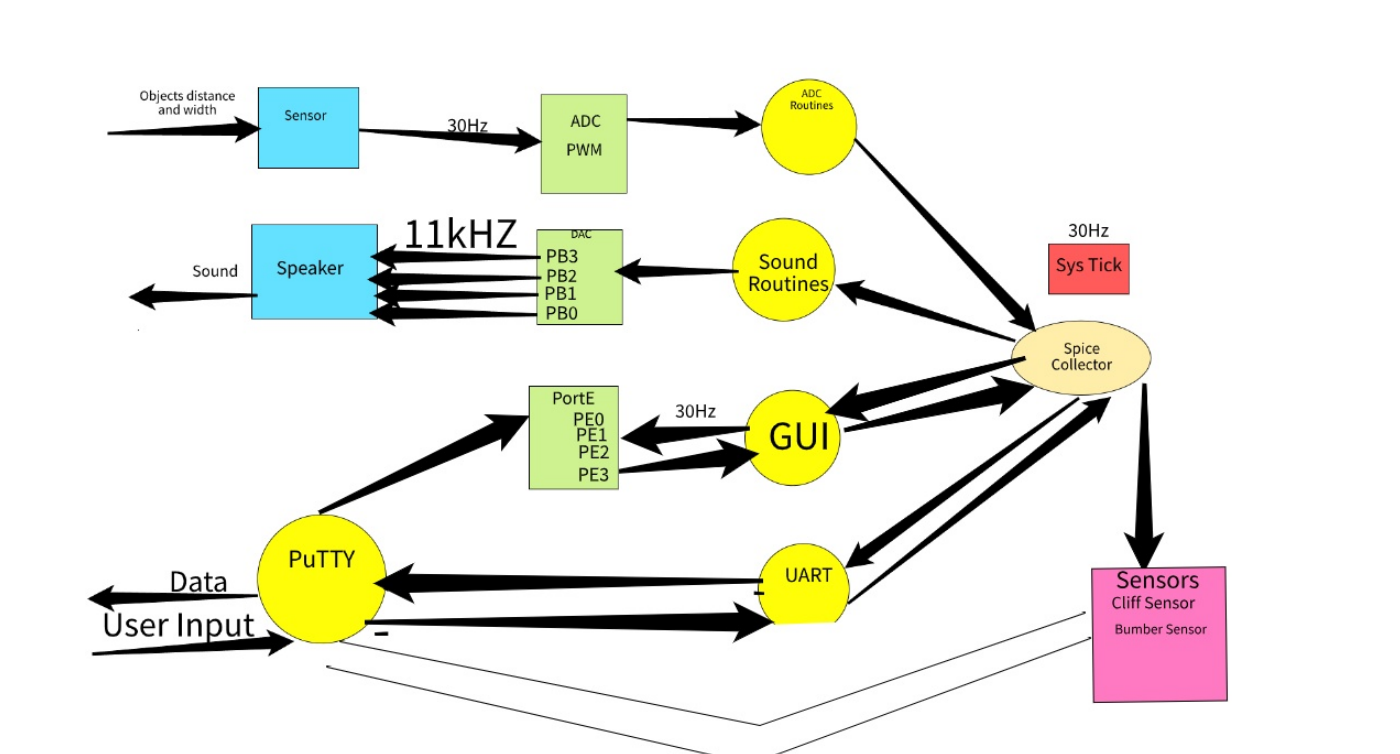 Objects distance
and width
Sensor
30Hz
ADC
PWM
ADC
Routines
11kHZ
DAC
PB3
PB2
PB1
PB0
Speaker
Sound
Sound
Routines
30Hz
Sys Tick
Spice
Collector
PortE
PE0
PE1
PE2
PE3
30Hz
GUI
PuTTY
Data
User Input
UART
Sensors
Cliff Sensor
Bumber Sensor